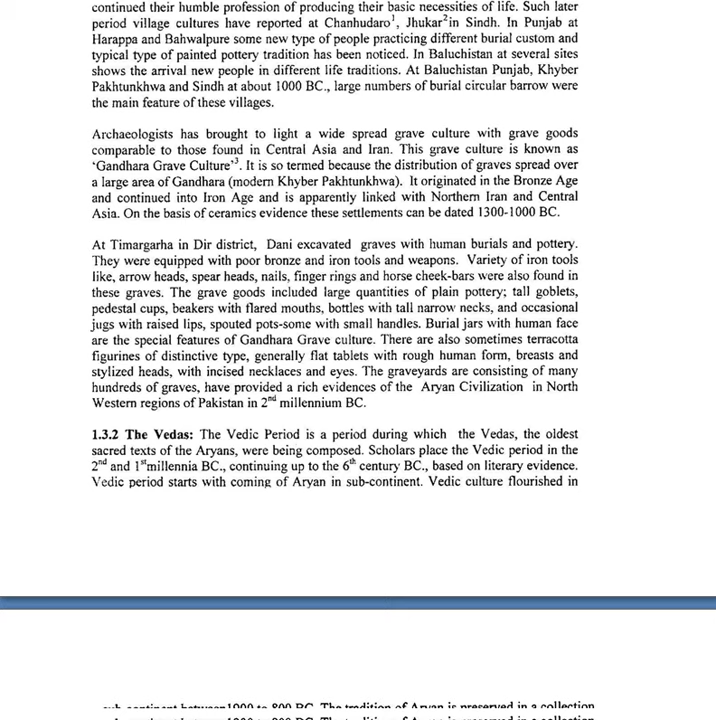 continued their humble profession of producing their basic necessities of life. Such later
period village cultures have reported at Chanhudaro1, Jhukar2in Sindh. In Punjab at
Harappa and Bahwalpure some new type of people practicing different burial custom and
typical type of painted pottery tradition has been noticed. In Baluchistan at several sites
shows the arrival new people in different life traditions. At Baluchistan Punjab, Khyber
Pakhtunkhwa and Sindh at about 1000 BC., large numbers of burial circular barrow were
the main feature of these villages.
Archaeologists has brought to light a wide spread grave culture with grave goods
comparable to those found in Central Asia and Iran. This grave culture is known as
‘Gandhara Grave Culture’3. It is so termed because the distribution of graves spread over
a large area of Gandhara (modern Khyber Pakhtunkhwa). It originated in the Bronze Age
and continued into Iron Age and is apparently linked with Northern Iran and Central
Asia. On the basis of ceramics evidence these settlements can be dated 1300-1000 BC.
At Timargarha in Dir district, Dani excavated graves with human burials and pottery.
They were equipped with poor bronze and iron tools and weapons. Variety of iron tools
like, arrow heads, spear heads, nails, finger rings and horse cheek-bars were also found in
these graves. The grave goods included large quantities of plain pottery; tall goblets,
pedestal cups, beakers with flared mouths, bottles with tall narrow necks, and occasional
jugs with raised lips, spouted pots-some with small handles. Burial jars with human face
are the special features of Gandhara Grave culture. There are also sometimes terracotta
figurines of distinctive type, generally flat tablets with rough human form, breasts and
stylized heads, with incised necklaces and eyes. The graveyards are consisting of many
hundreds of graves, have provided a rich evidences of the Aryan Civilization in North
Western regions of Pakistan in 2nd millennium BC.
1.3.2 The Vedas: The Vedic Period is a period during which the Vedas, the oldest
sacred texts of the Aryans, were being composed. Scholars place the Vedic period in the
2nd and 1stmillennia BC., continuing up to the 6th century BC., based on literary evidence.
Vedic period starts with coming of Aryan in sub-continent. Vedic culture flourished in
sub-continent between1000 to 800 BC. The tradition of Aryan is preserved in a collection